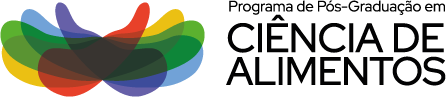 Programa de Pós-Graduação em
CIÊNCIA DE
ALIMENTOS